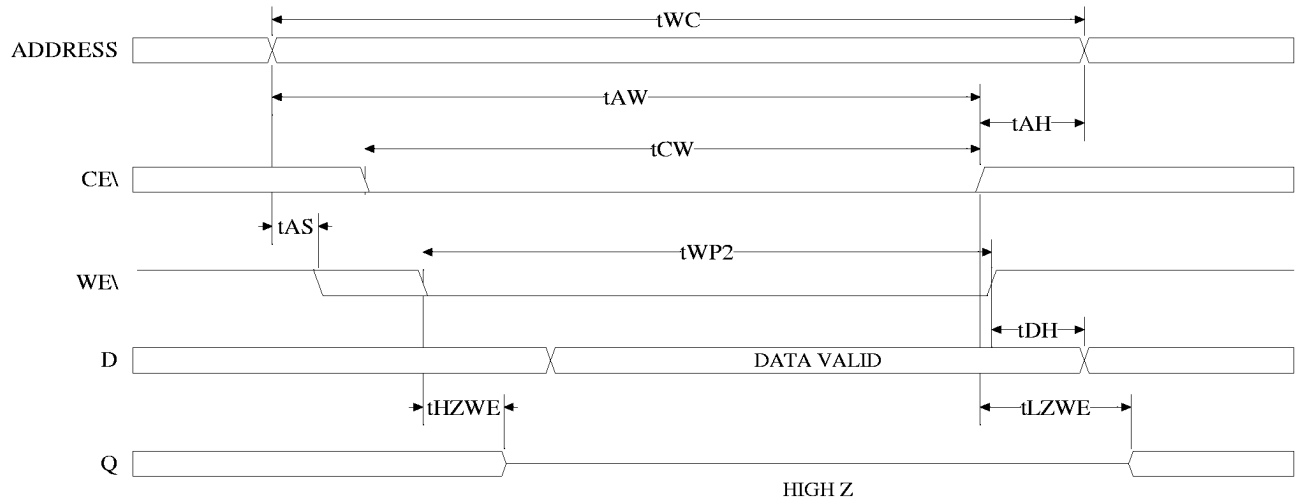 tWC
ADDRESS
tAW
tAH
tCW
CE\
tAS
tWP2
WE\
tDH
D
DATA VALID
tHZWE
tLZWE
Q
HIGH Z